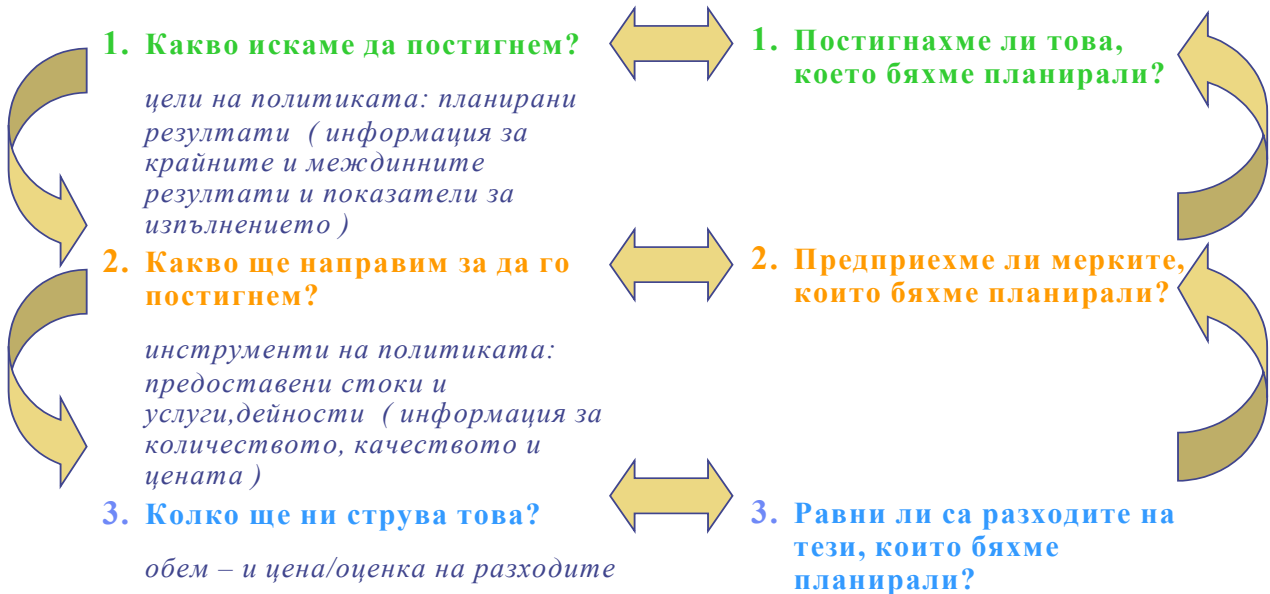 1. Какво искаме да постигнем?
цели на политиката: планирани
резултати ( информация за
крайните и междинните
резултати и показатели за
изпълнението )
2. Какво ще направим за да го
постигнем?
инструменти на политиката:
предоставени стоки и
услуги,дейности ( информация за
количеството, качеството и
цената )
3. Колко ще ни струва това?
обем – и цена/оценка на разходите
1. Постигнахме ли това,
което бяхме планирали?
2. Предприехме ли мерките,
които бяхме планирали?
3. Равни ли са разходите на
тези, които бяхме
планирали?